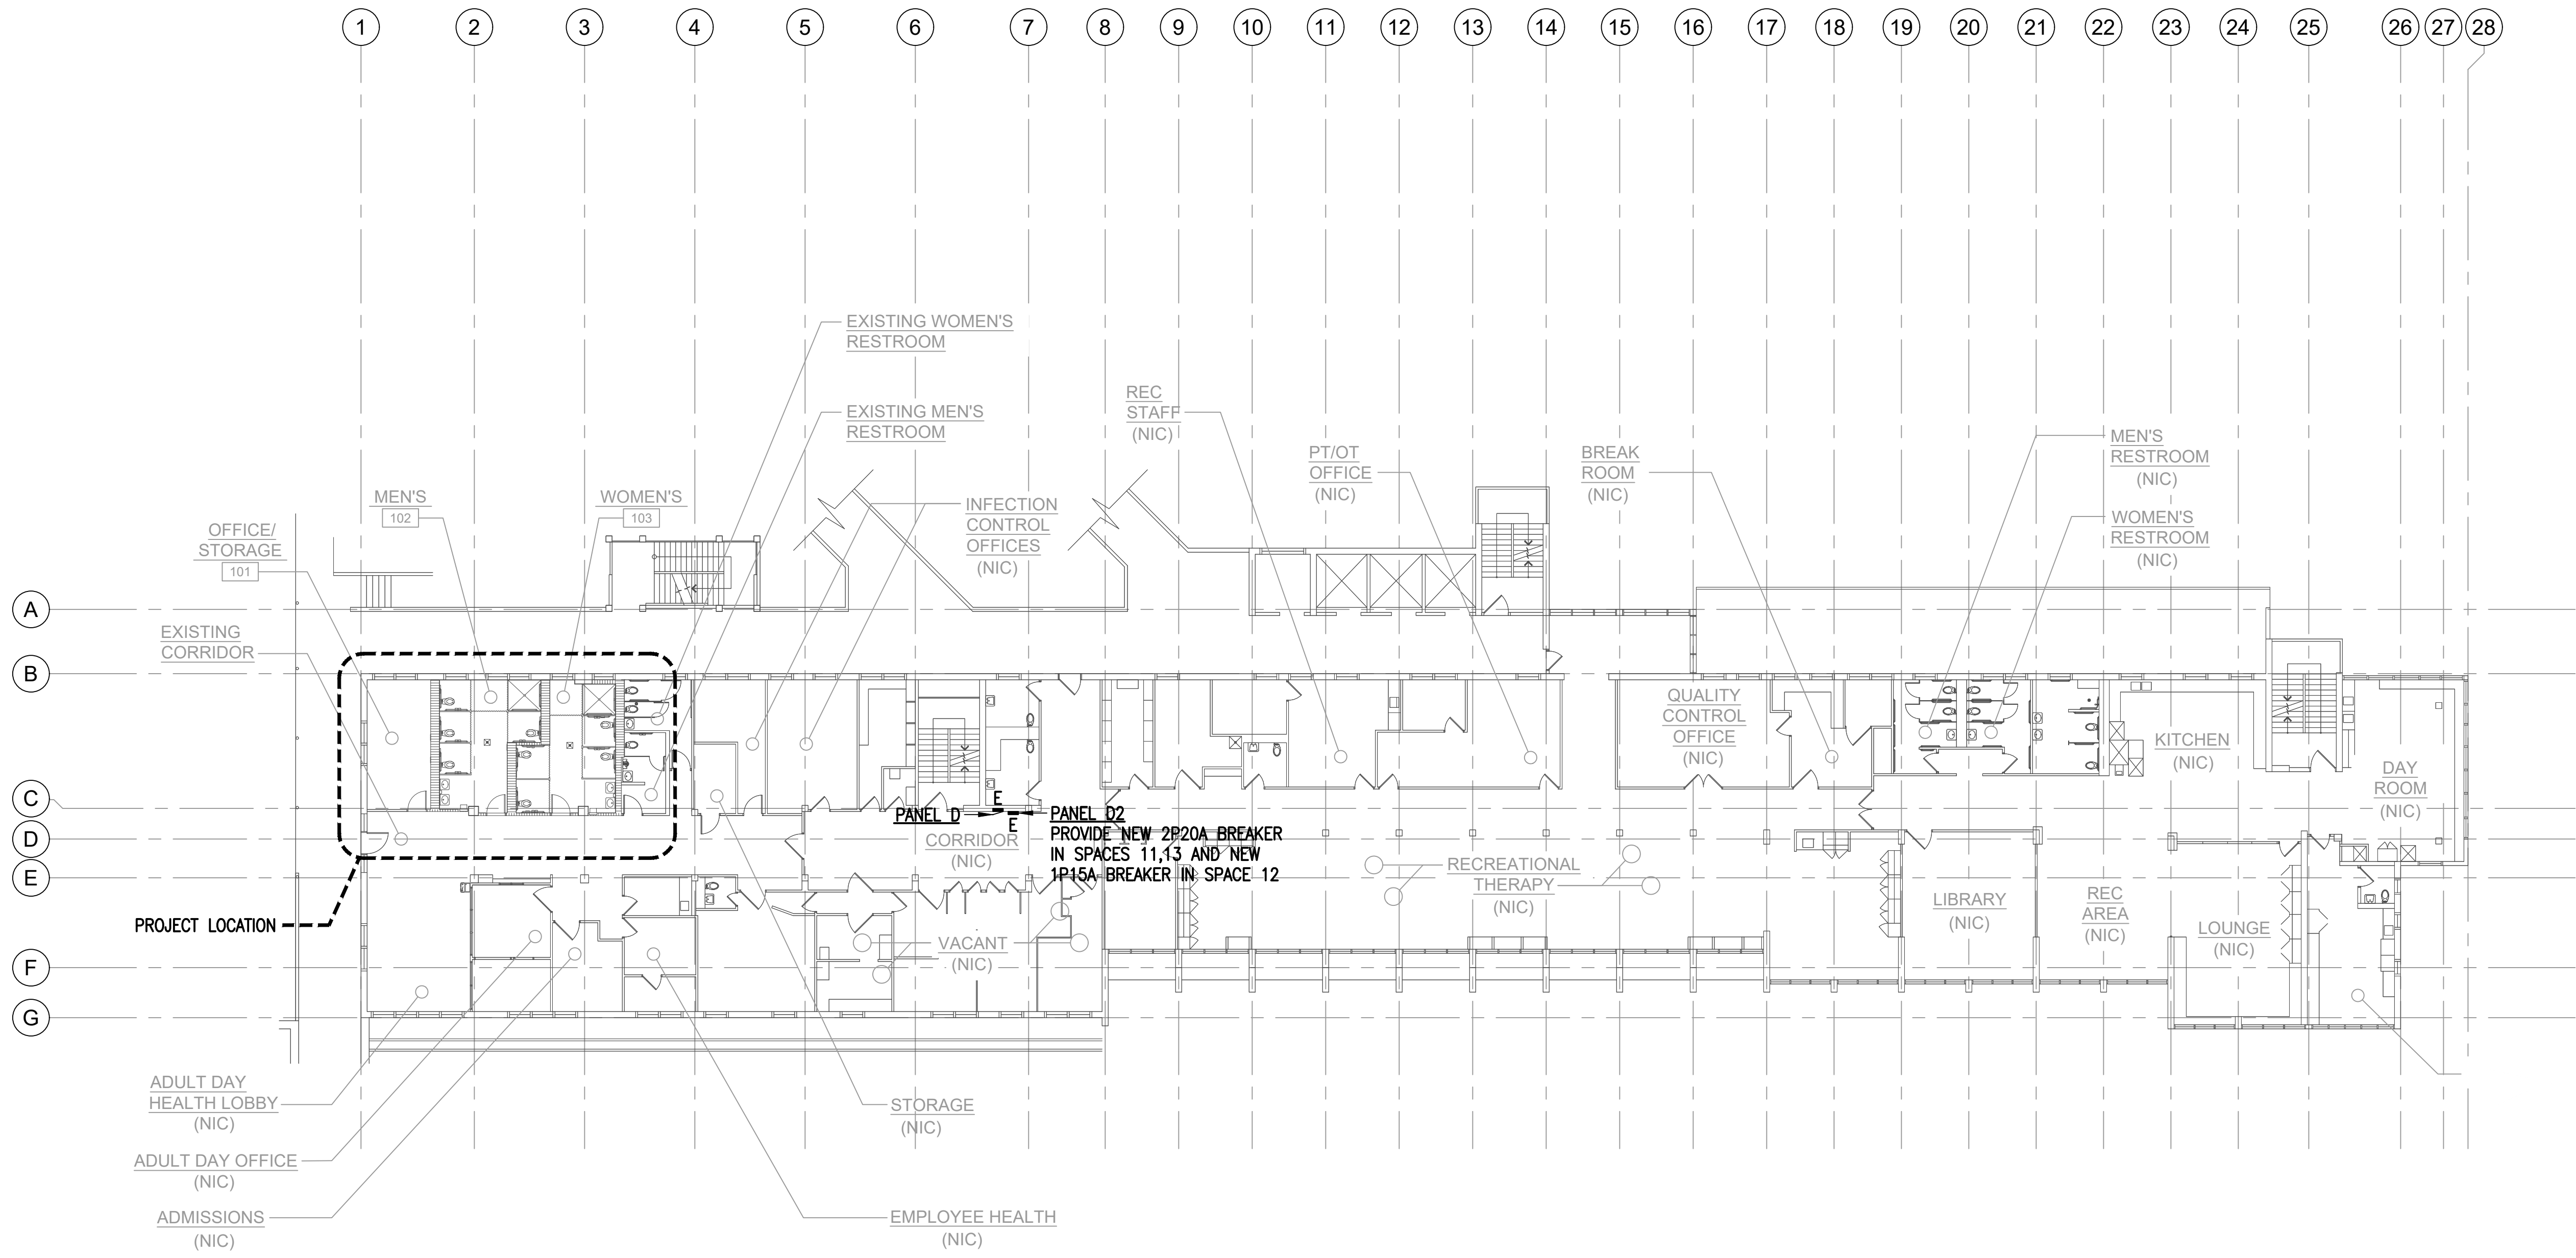 1 2 3 4 5 6 7 8 9 10 11 12 13 14 15 16 17 18 19 20 21 22 23 24 25 26 27 28
EXISTING WOMEN'S
RESTROOM
EXISTING MEN'S
RESTROOM
REC
STAFF
(NIC)
PT/OT
OFFICE
(NIC)
BREAK
ROOM
(NIC)
MEN'S
RESTROOM
(NIC)
WOMEN'S
RESTROOM
(NIC)
MEN'S
102
WOMEN'S
103
INFECTION
CONTROL
OFFICES
(NIC)
OFFICE/
STORAGE
101
A
EXISTING
CORRIDOR
B
QUALITY
CONTROL
OFFICE
(NIC)
KITCHEN
(NIC)
DAY
ROOM
(NIC)
C
E
PANEL D
E
PANEL D2
PROVIDE NEW 2P20A BREAKER
IN SPACES 11,13 AND NEW
1P15A BREAKER IN SPACE 12
D
CORRIDOR
(NIC)
E
RECREATIONAL
THERAPY
(NIC)
LIBRARY
(NIC)
REC
AREA
(NIC)
LOUNGE
(NIC)
PROJECT LOCATION
VACANT
(NIC)
F
G
ADULT DAY
HEALTH LOBBY
(NIC)
STORAGE
(NIC)
ADULT DAY OFFICE
(NIC)
ADMISSIONS
(NIC)
EMPLOYEE HEALTH
(NIC)